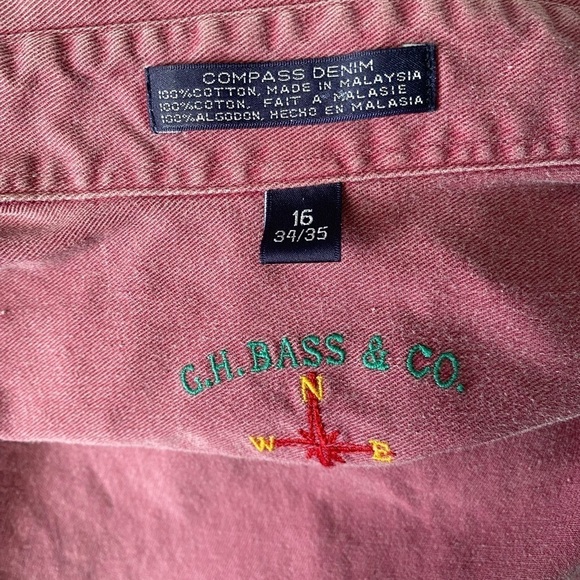 COMPASS DENIM
100%COTTON, MADE IN MALAYSIA
100%COTON, FAIT A MALASIE
100%ALGODON, HECHO EN MALASIA
16
34/35
G.H. BASS & CO.
N
W E